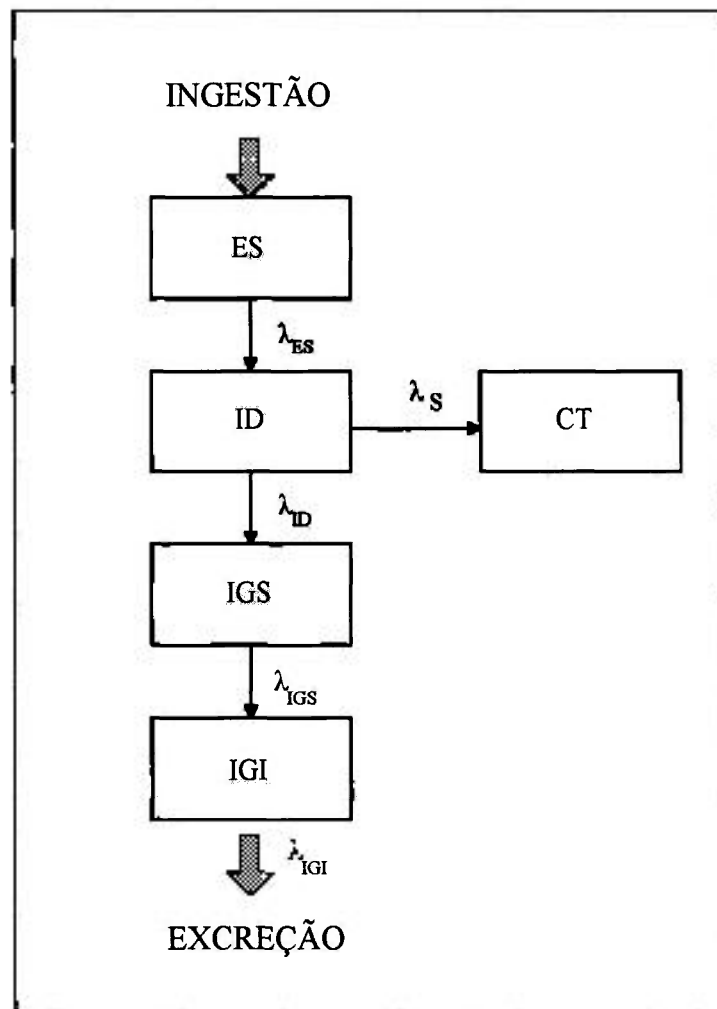 INGESTÃO
ES
λES
ID
λS
CT
λID
IGS
λIGS
IGI
λIGI
EXCREÇÃO